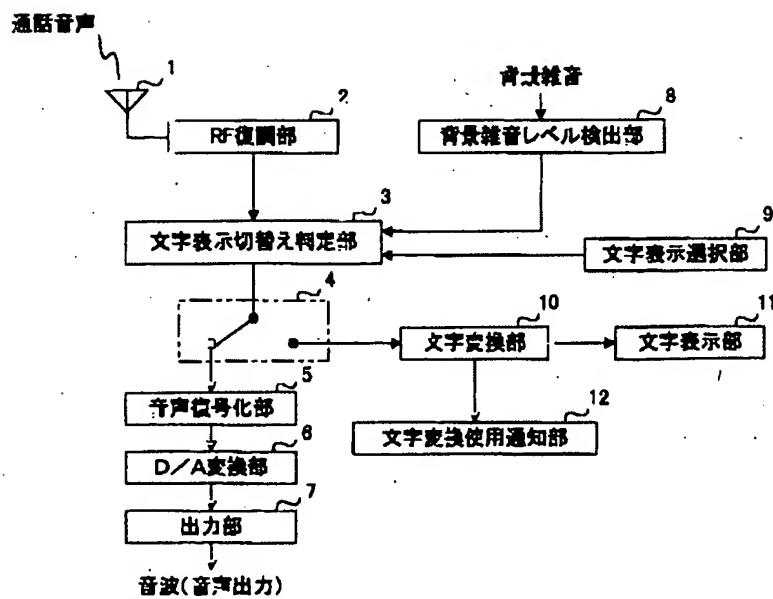 通話音声
1
2
RF復調部
背景雑音
8
背景雑音レベル検出部
3
文字表示切替え判定部
9
文字表示選択部
4
10
文字変換部
11
文字表示部
5
音声復号化部
12
文字変換使用通知部
6
D/A変換部
7
出力部
音波(音声出力)